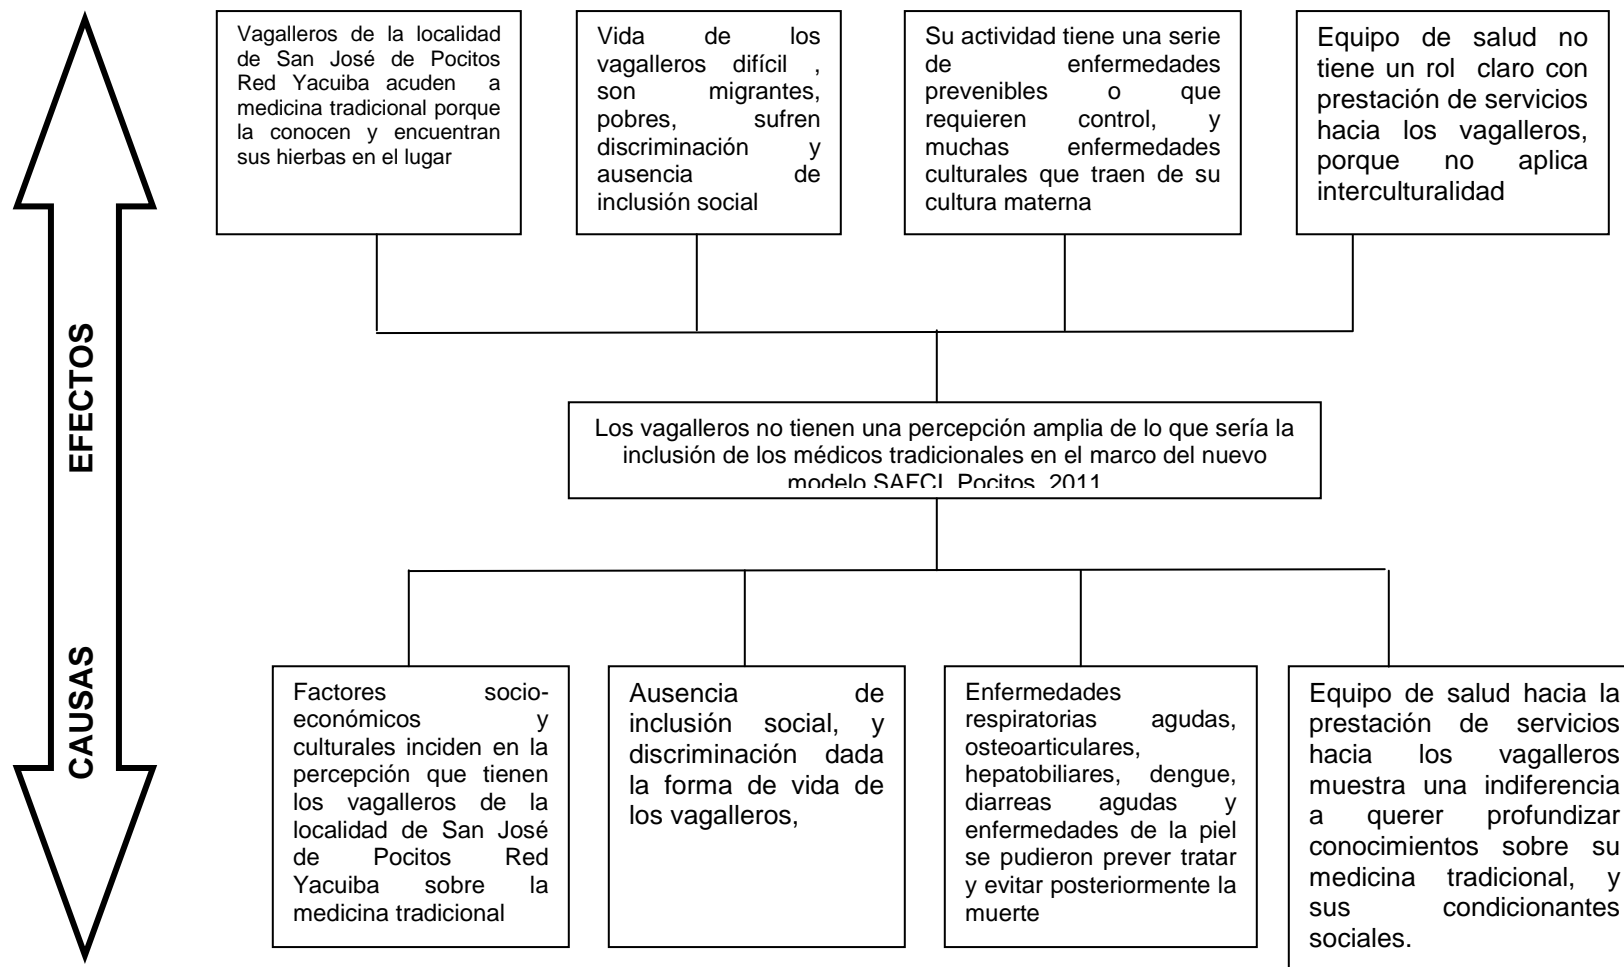 Vagalleros de la localidad
de San José de Pocitos
Red Yacuiba acuden a
medicina tradicional porque
la conocen y encuentran
sus hierbas en el lugar
Vida de los
vagalleros difícil ,
son migrantes,
pobres, sufren
discriminación y
ausencia de
inclusión social
Su actividad tiene una serie
de enfermedades
prevenibles o que
requieren control, y
muchas enfermedades
culturales que traen de su
cultura materna
Equipo de salud no
tiene un rol claro con
prestación de servicios
hacia los vagalleros,
porque no aplica
interculturalidad
EFECTOS
Los vagalleros no tienen una percepción amplia de lo que sería la
inclusión de los médicos tradicionales en el marco del nuevo
modelo SAFCI Pocitos 2011
CAUSAS
Factores socio-
económicos y
culturales inciden en la
percepción que tienen
los vagalleros de la
localidad de San José
de Pocitos Red
Yacuiba sobre la
medicina tradicional
Ausencia de
inclusión social, y
discriminación dada
la forma de vida de
los vagalleros,
Enfermedades
respiratorias agudas,
osteoarticulares,
hepatobiliares, dengue,
diarreas agudas y
enfermedades de la piel
se pudieron prever tratar
y evitar posteriormente la
muerte
Equipo de salud hacia la
prestación de servicios
hacia los vagalleros
muestra una indiferencia
a querer profundizar
conocimientos sobre su
medicina tradicional, y
sus condicionantes
sociales.